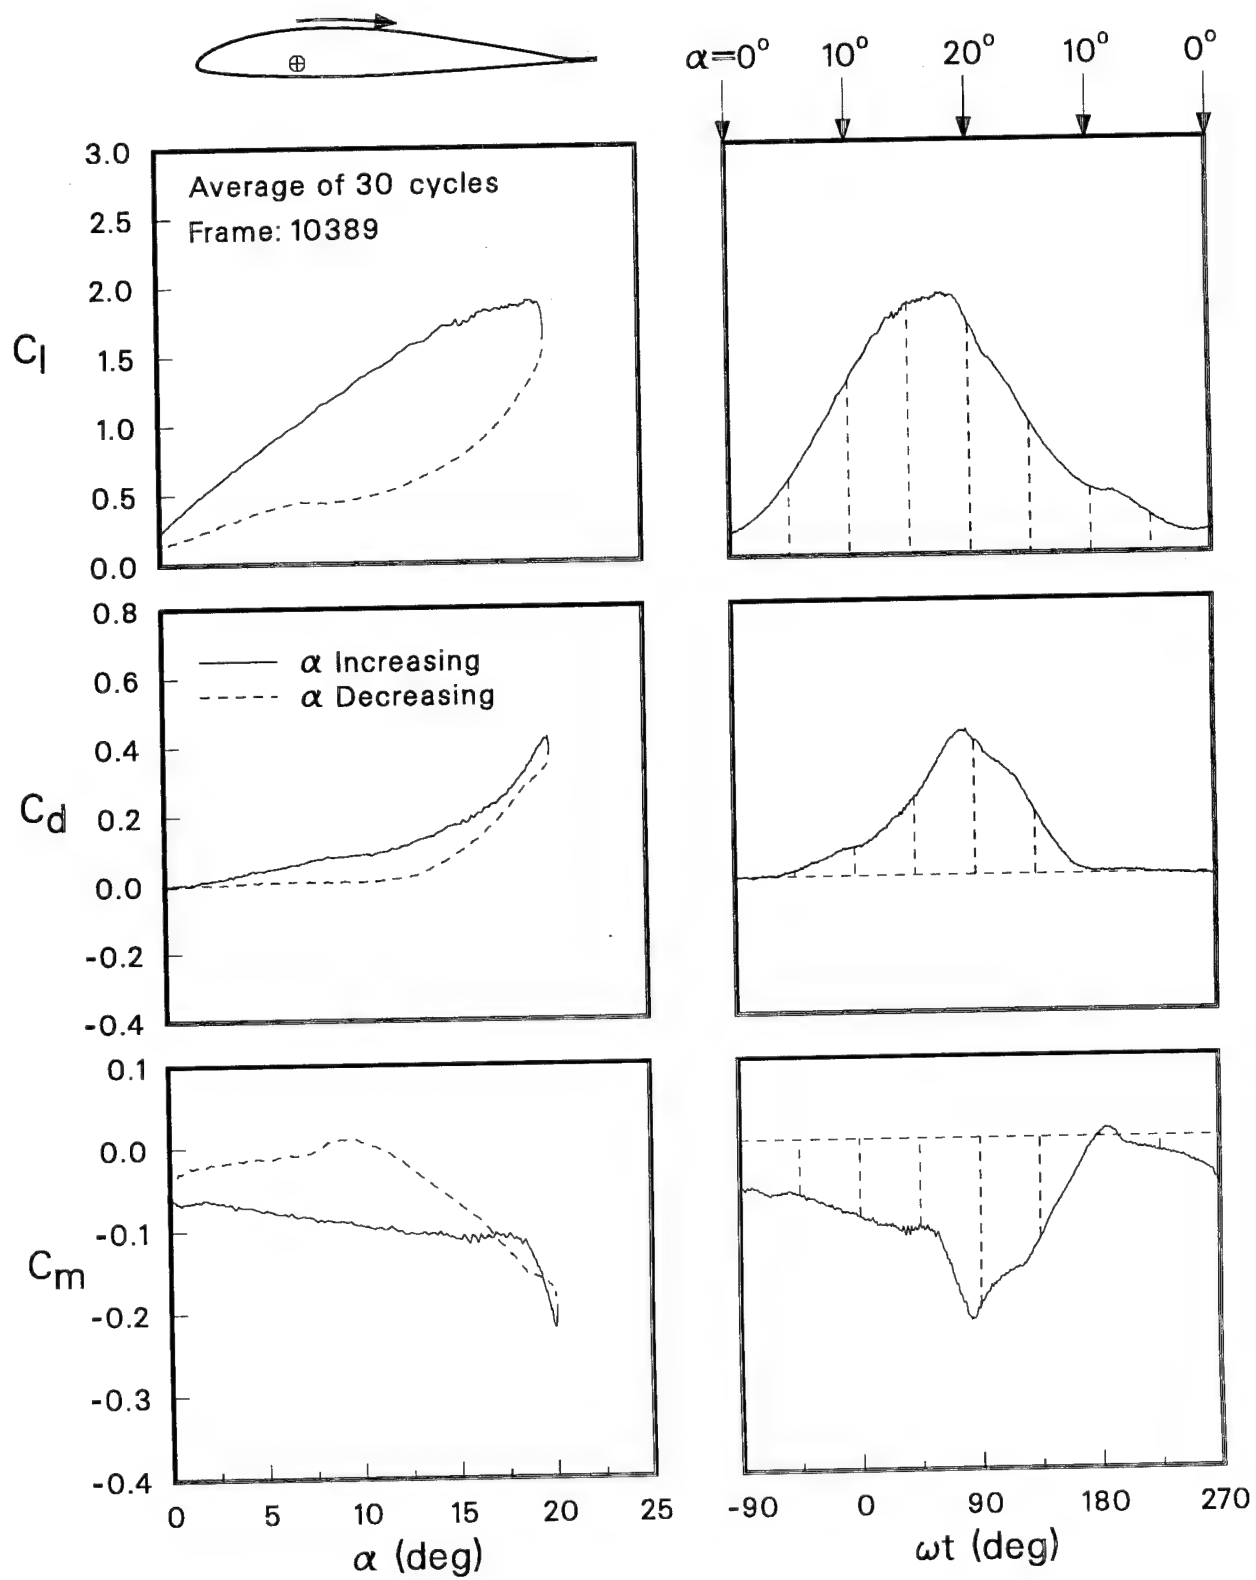 α=0° 10° 20° 10° 0°
3.0
2.5
2.0
1.5
1.0
0.5
0.0
Cl
Average of 30 cycles
Frame: 10389
0.8
0.6
0.4
0.2
0.0
-0.2
-0.4
Cd
α Increasing
α Decreasing
0.1
0.0
-0.1
-0.2
-0.3
-0.4
Cm
0 5 10 15 20 25
α (deg)
-90 0 90 180 270
ωt (deg)